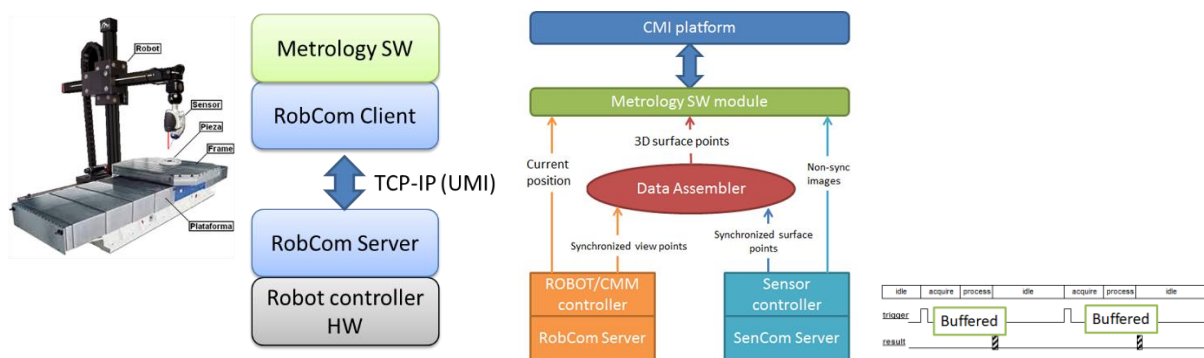 Robot
Sensor
Pieza
Frame
Plataforma
Metrology SW
RobCom Client
TCP-IP (UMI)
RobCom Server
Robot controller
HW
CMI platform
Metrology SW module
Current
position
3D surface points
Non-sync
images
Data Assembler
Synchronized view points
Synchronized surface
points
ROBOT/CMM
controller
RobCom Server
Sensor
controller
SenCom Server
idle acquire process idle acquire process idle
trigger
Buffered Buffered
result